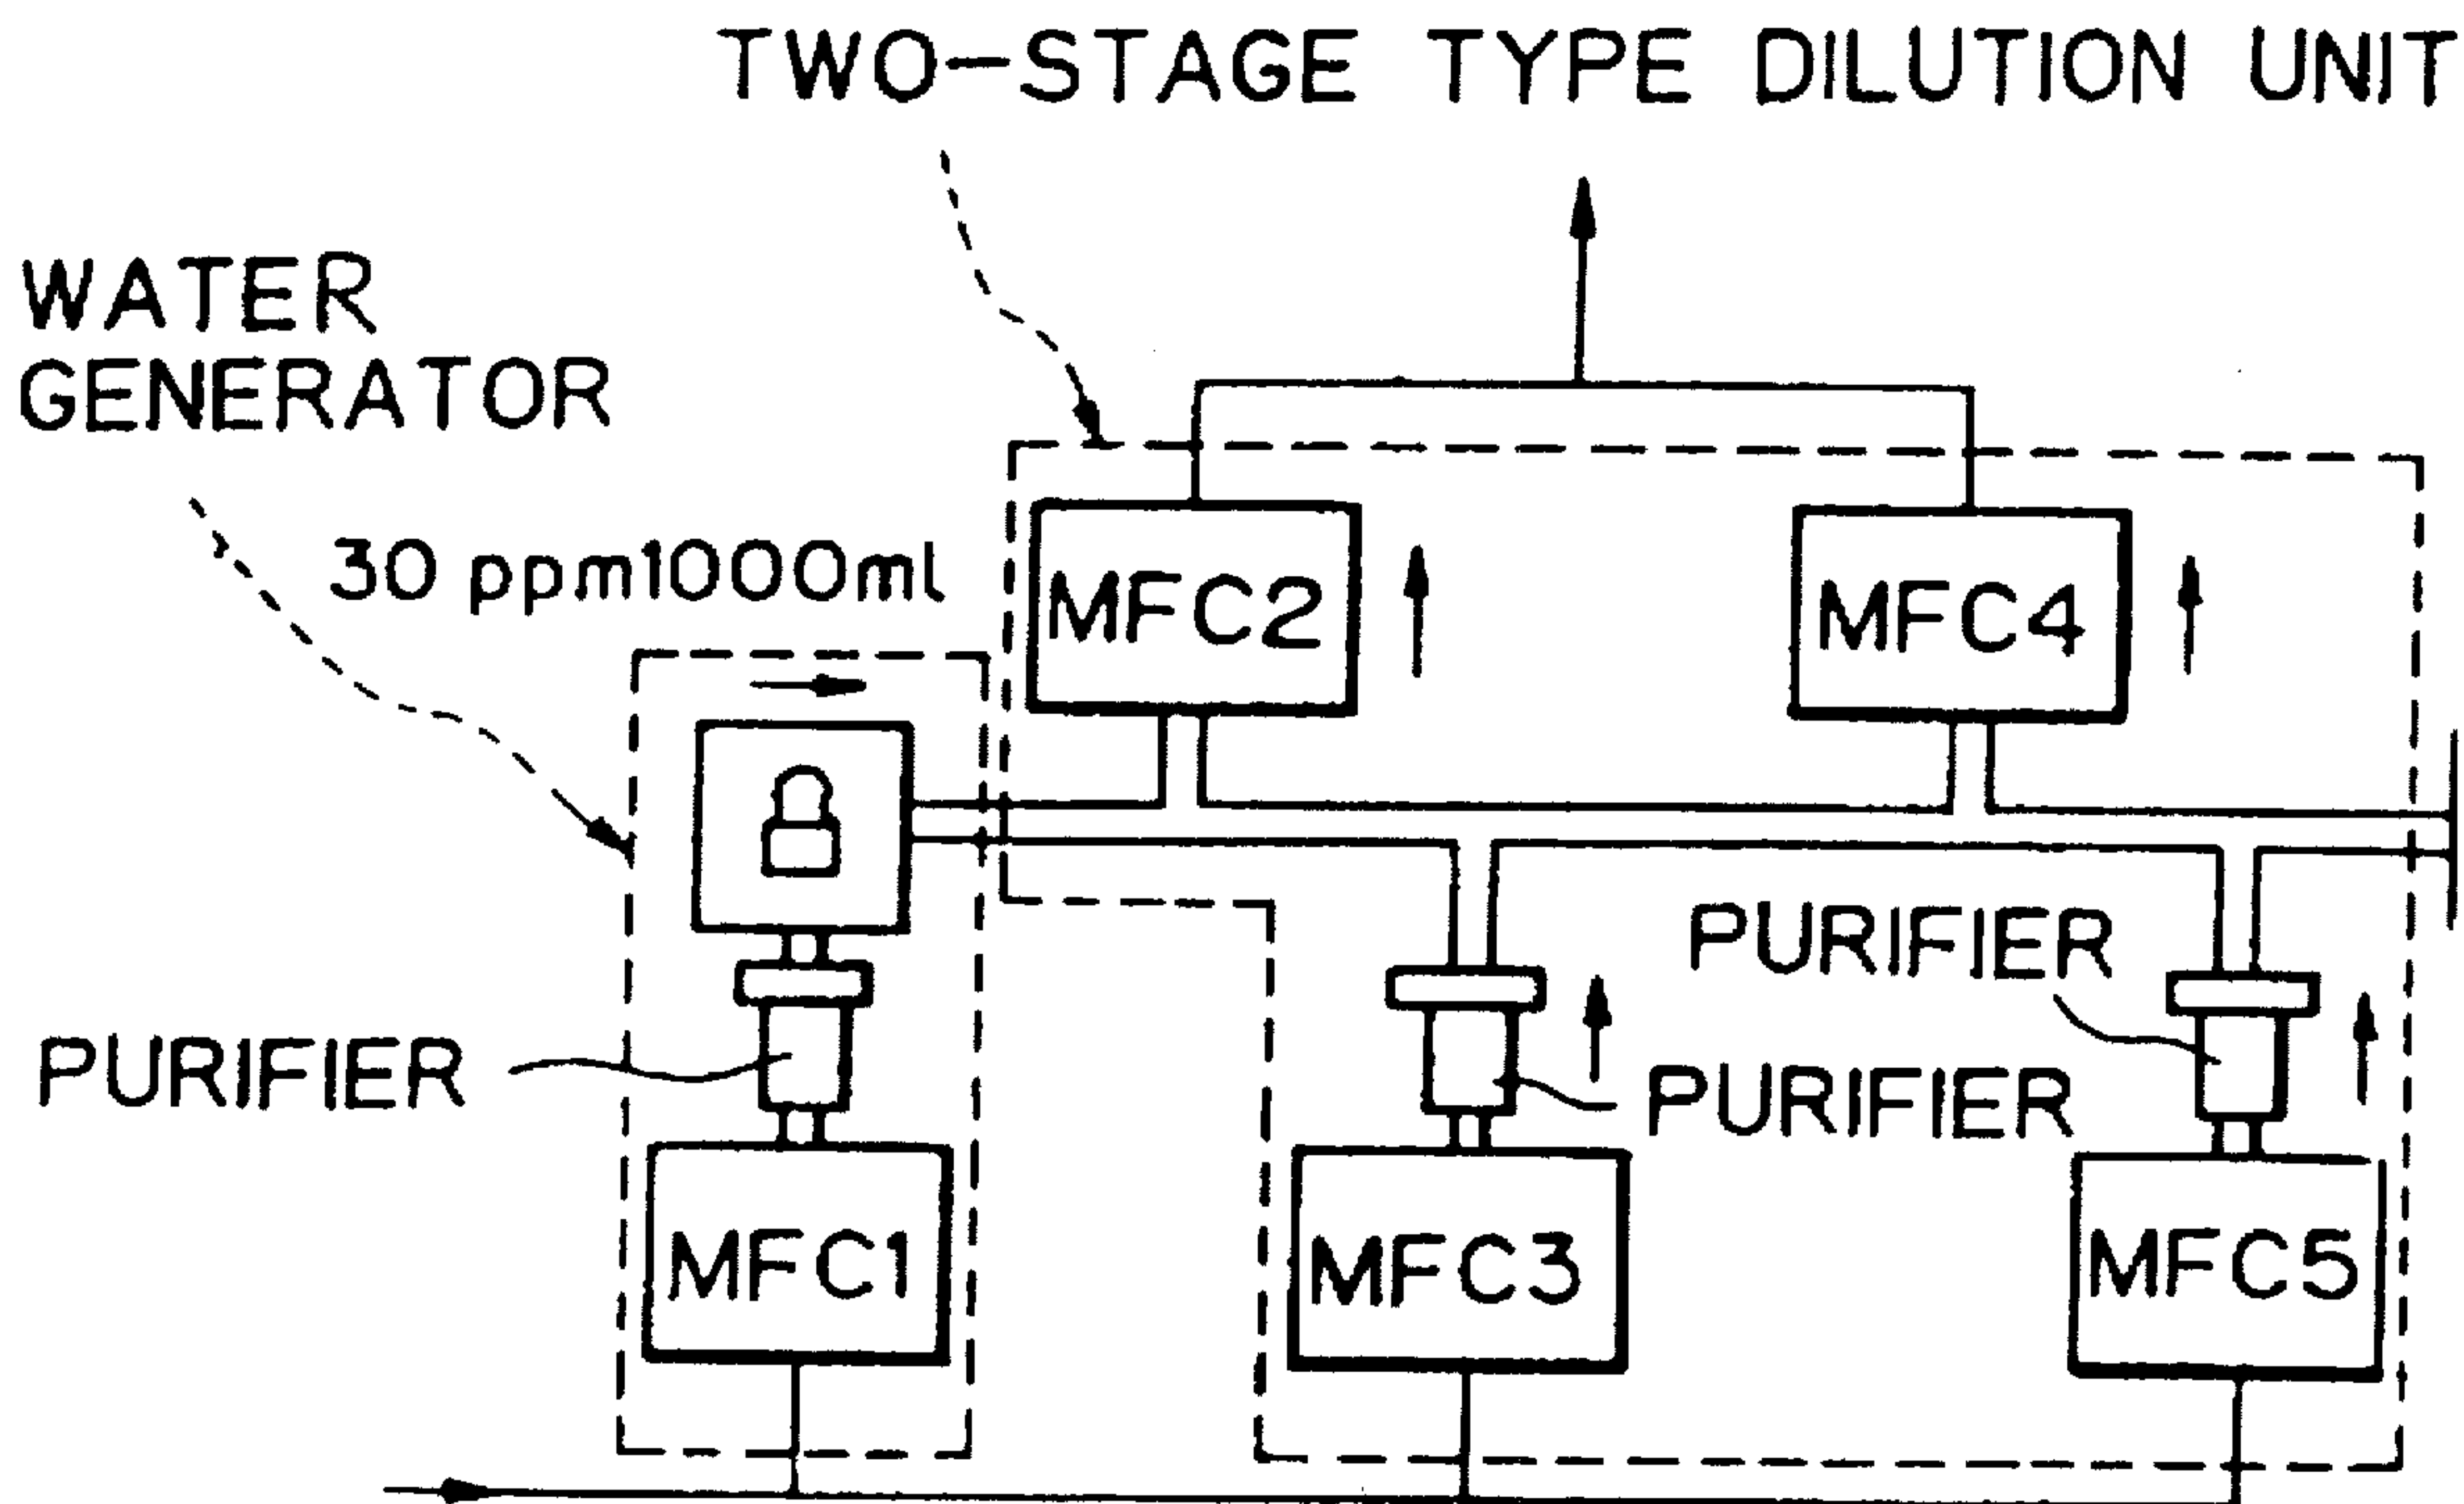 TWO-STAGE TYPE DILUTION UNIT
WATER
GENERATOR
30 ppm1000ml
MFC2
MFC4
PURIFIER
PURIFIER
PURIFIER
MFC1
MFC3
MFC5